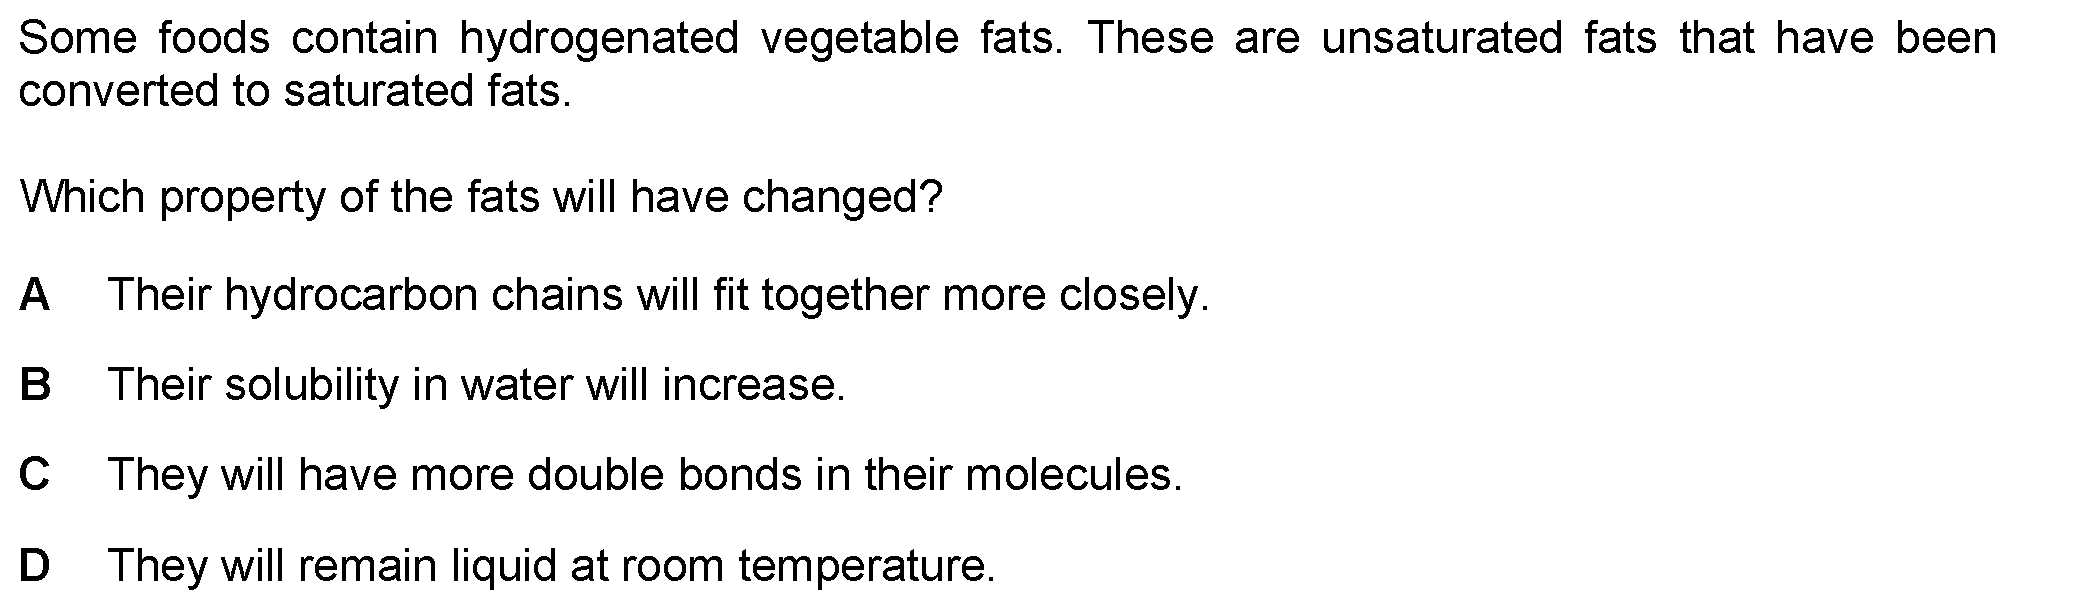 Some foods contain hydrogenated vegetable fats. These are unsaturated fats that have been
converted to saturated fats.
Which property of the fats will have changed?
A Their hydrocarbon chains will fit together more closely.
B Their solubility in water will increase.
C They will have more double bonds in their molecules.
D They will remain liquid at room temperature.